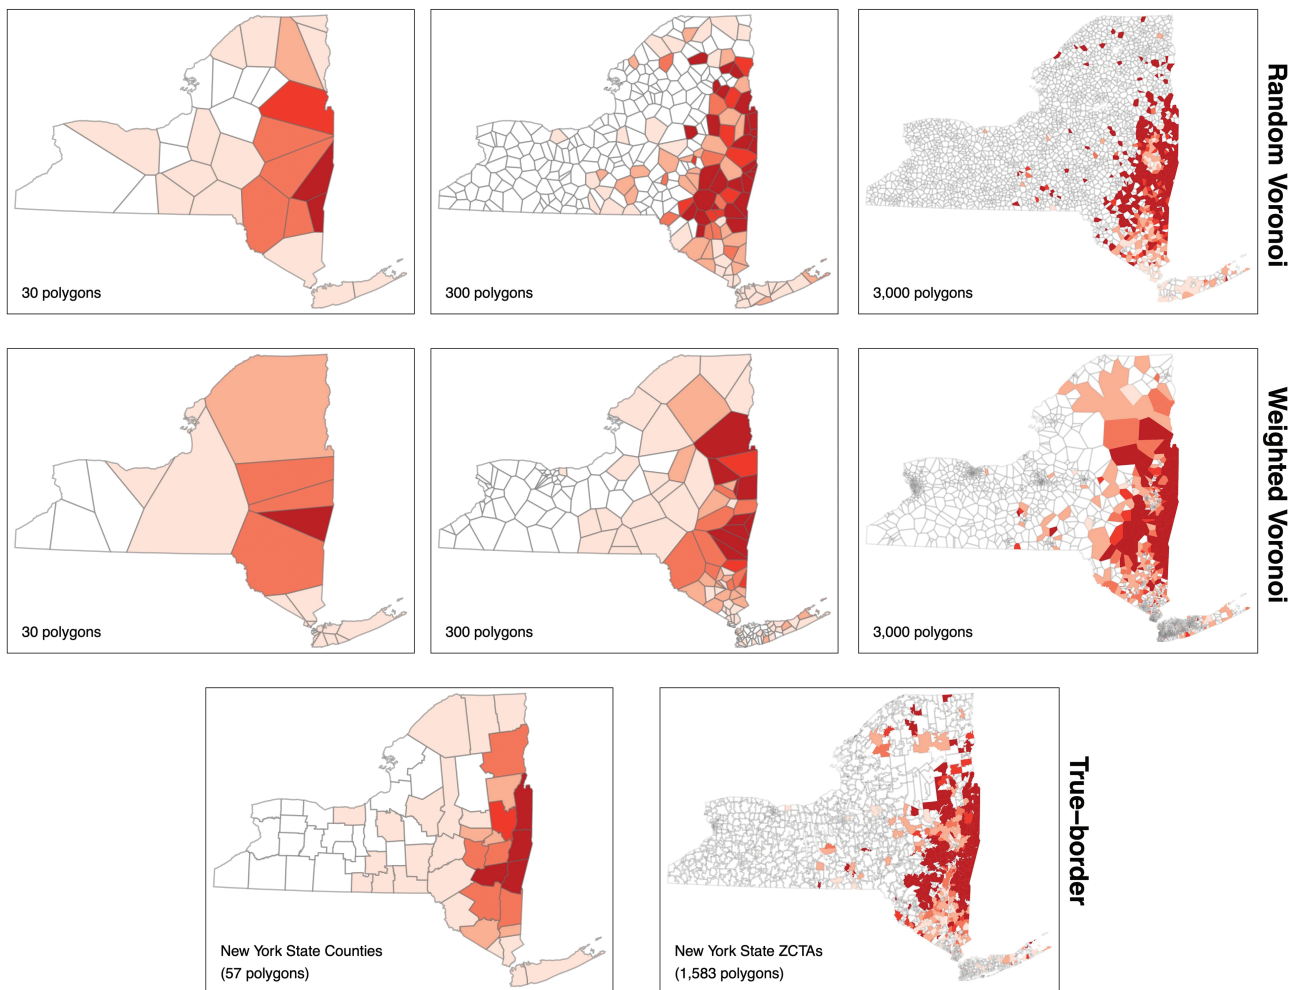 30 polygons
300 polygons
3,000 polygons
Random Voronoi
30 polygons
300 polygons
3,000 polygons
Weighted Voronoi
New York State Counties
(57 polygons)
New York State ZCTAs
(1,583 polygons)
True−border